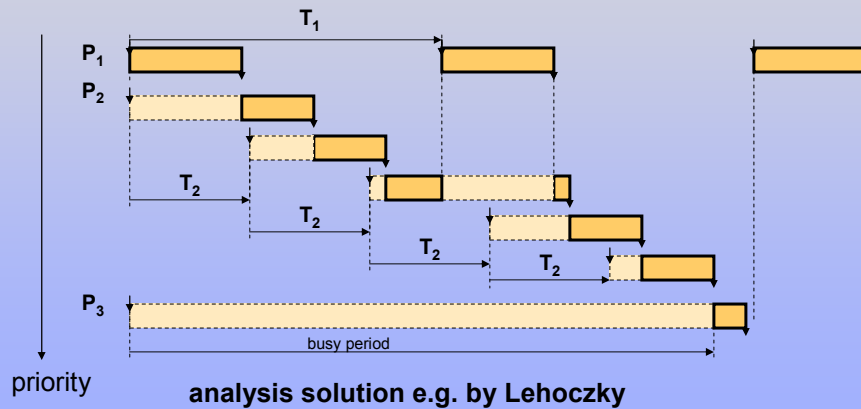 T1
P1
P2
T2
T2
T2
T2
P3
busy period
priority
analysis solution e.g. by Lehoczky